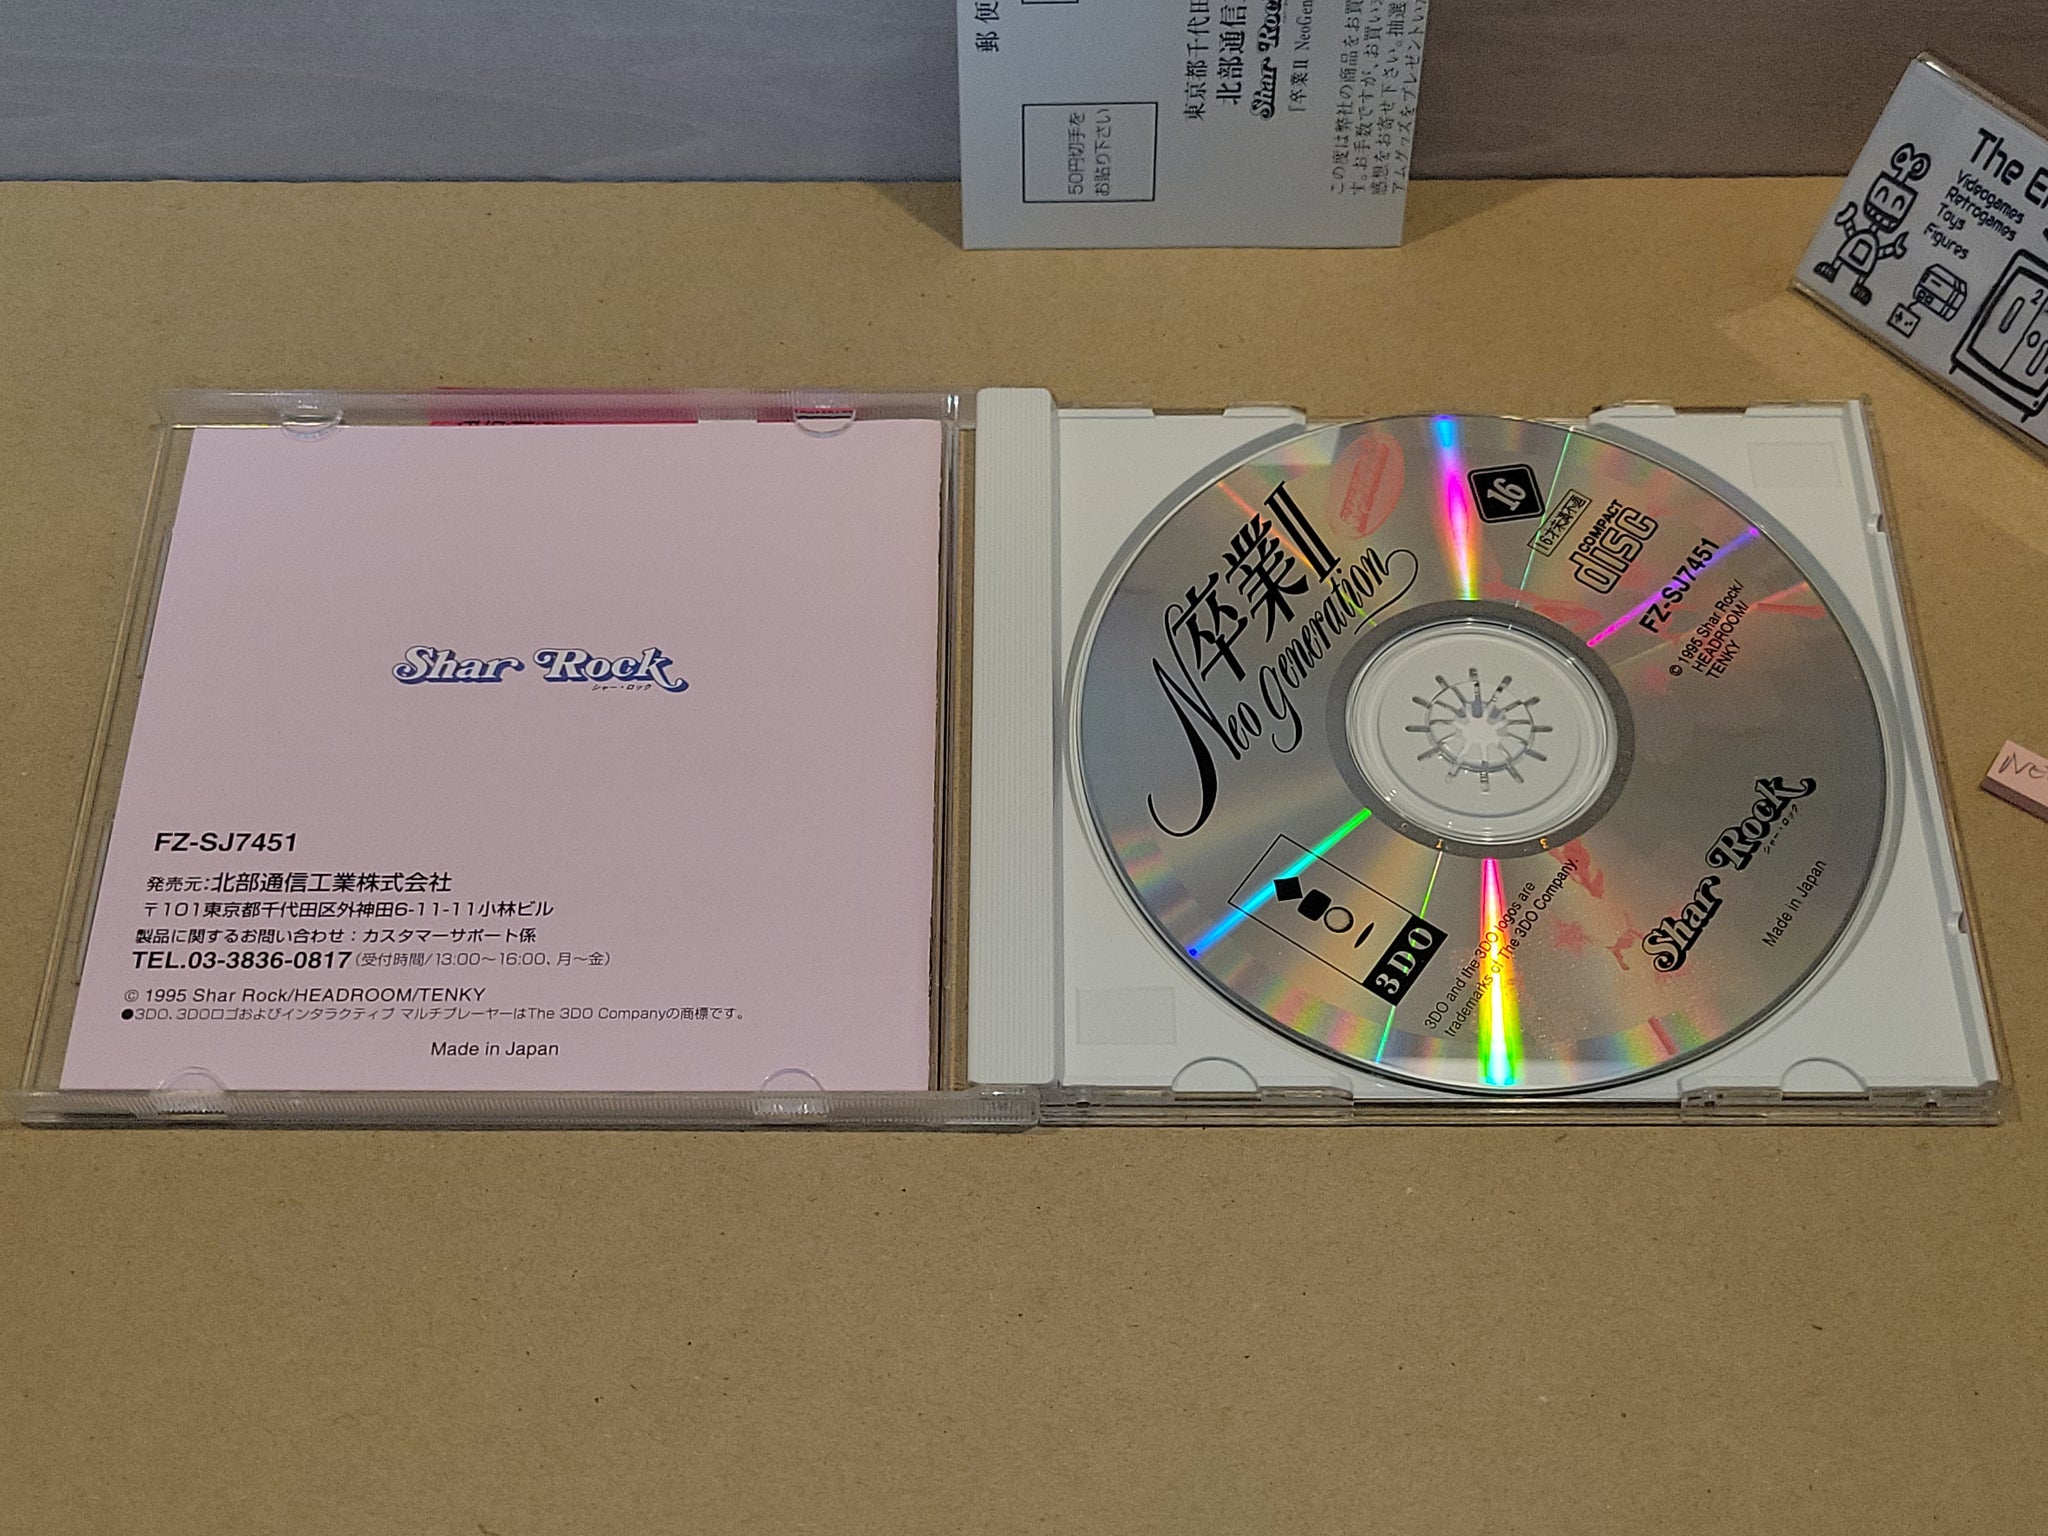 郵便
50円切手を
お貼り下さい
東京都千代田
北部通信
Shar Rock
「卒業II NeoGen
この度は弊社の商品をお買
す。お手数ですが、お買い
感想をお寄せ下さい。抽選
アムグッズをプレゼントい
The
Videogames
Retrogames
Toys
Figures
Shar Rock
シャー・ロック
FZ-SJ7451
発売元:北部通信工業株式会社
〒101東京都千代田区外神田6-11-11小林ビル
製品に関するお問い合わせ:カスタマーサポート係
TEL.03-3836-0817(受付時間/13:00〜16:00、月〜金)
© 1995 Shar Rock/HEADROOM/TENKY
●3DO、3DOロゴおよびインタラクティブ マルチプレーヤーはThe 3DO Companyの商標です。
Made in Japan
卒業II
Neo generation
16
16才未満不適
COMPACT
disc
FZ-SJ7451
© 1995 Shar Rock/
HEADROOM/
TENKY
3DO
3DO and the 3DO logos are
trademarks of The 3DO Company.
Shar Rock
シャー・ロック
Made in Japan